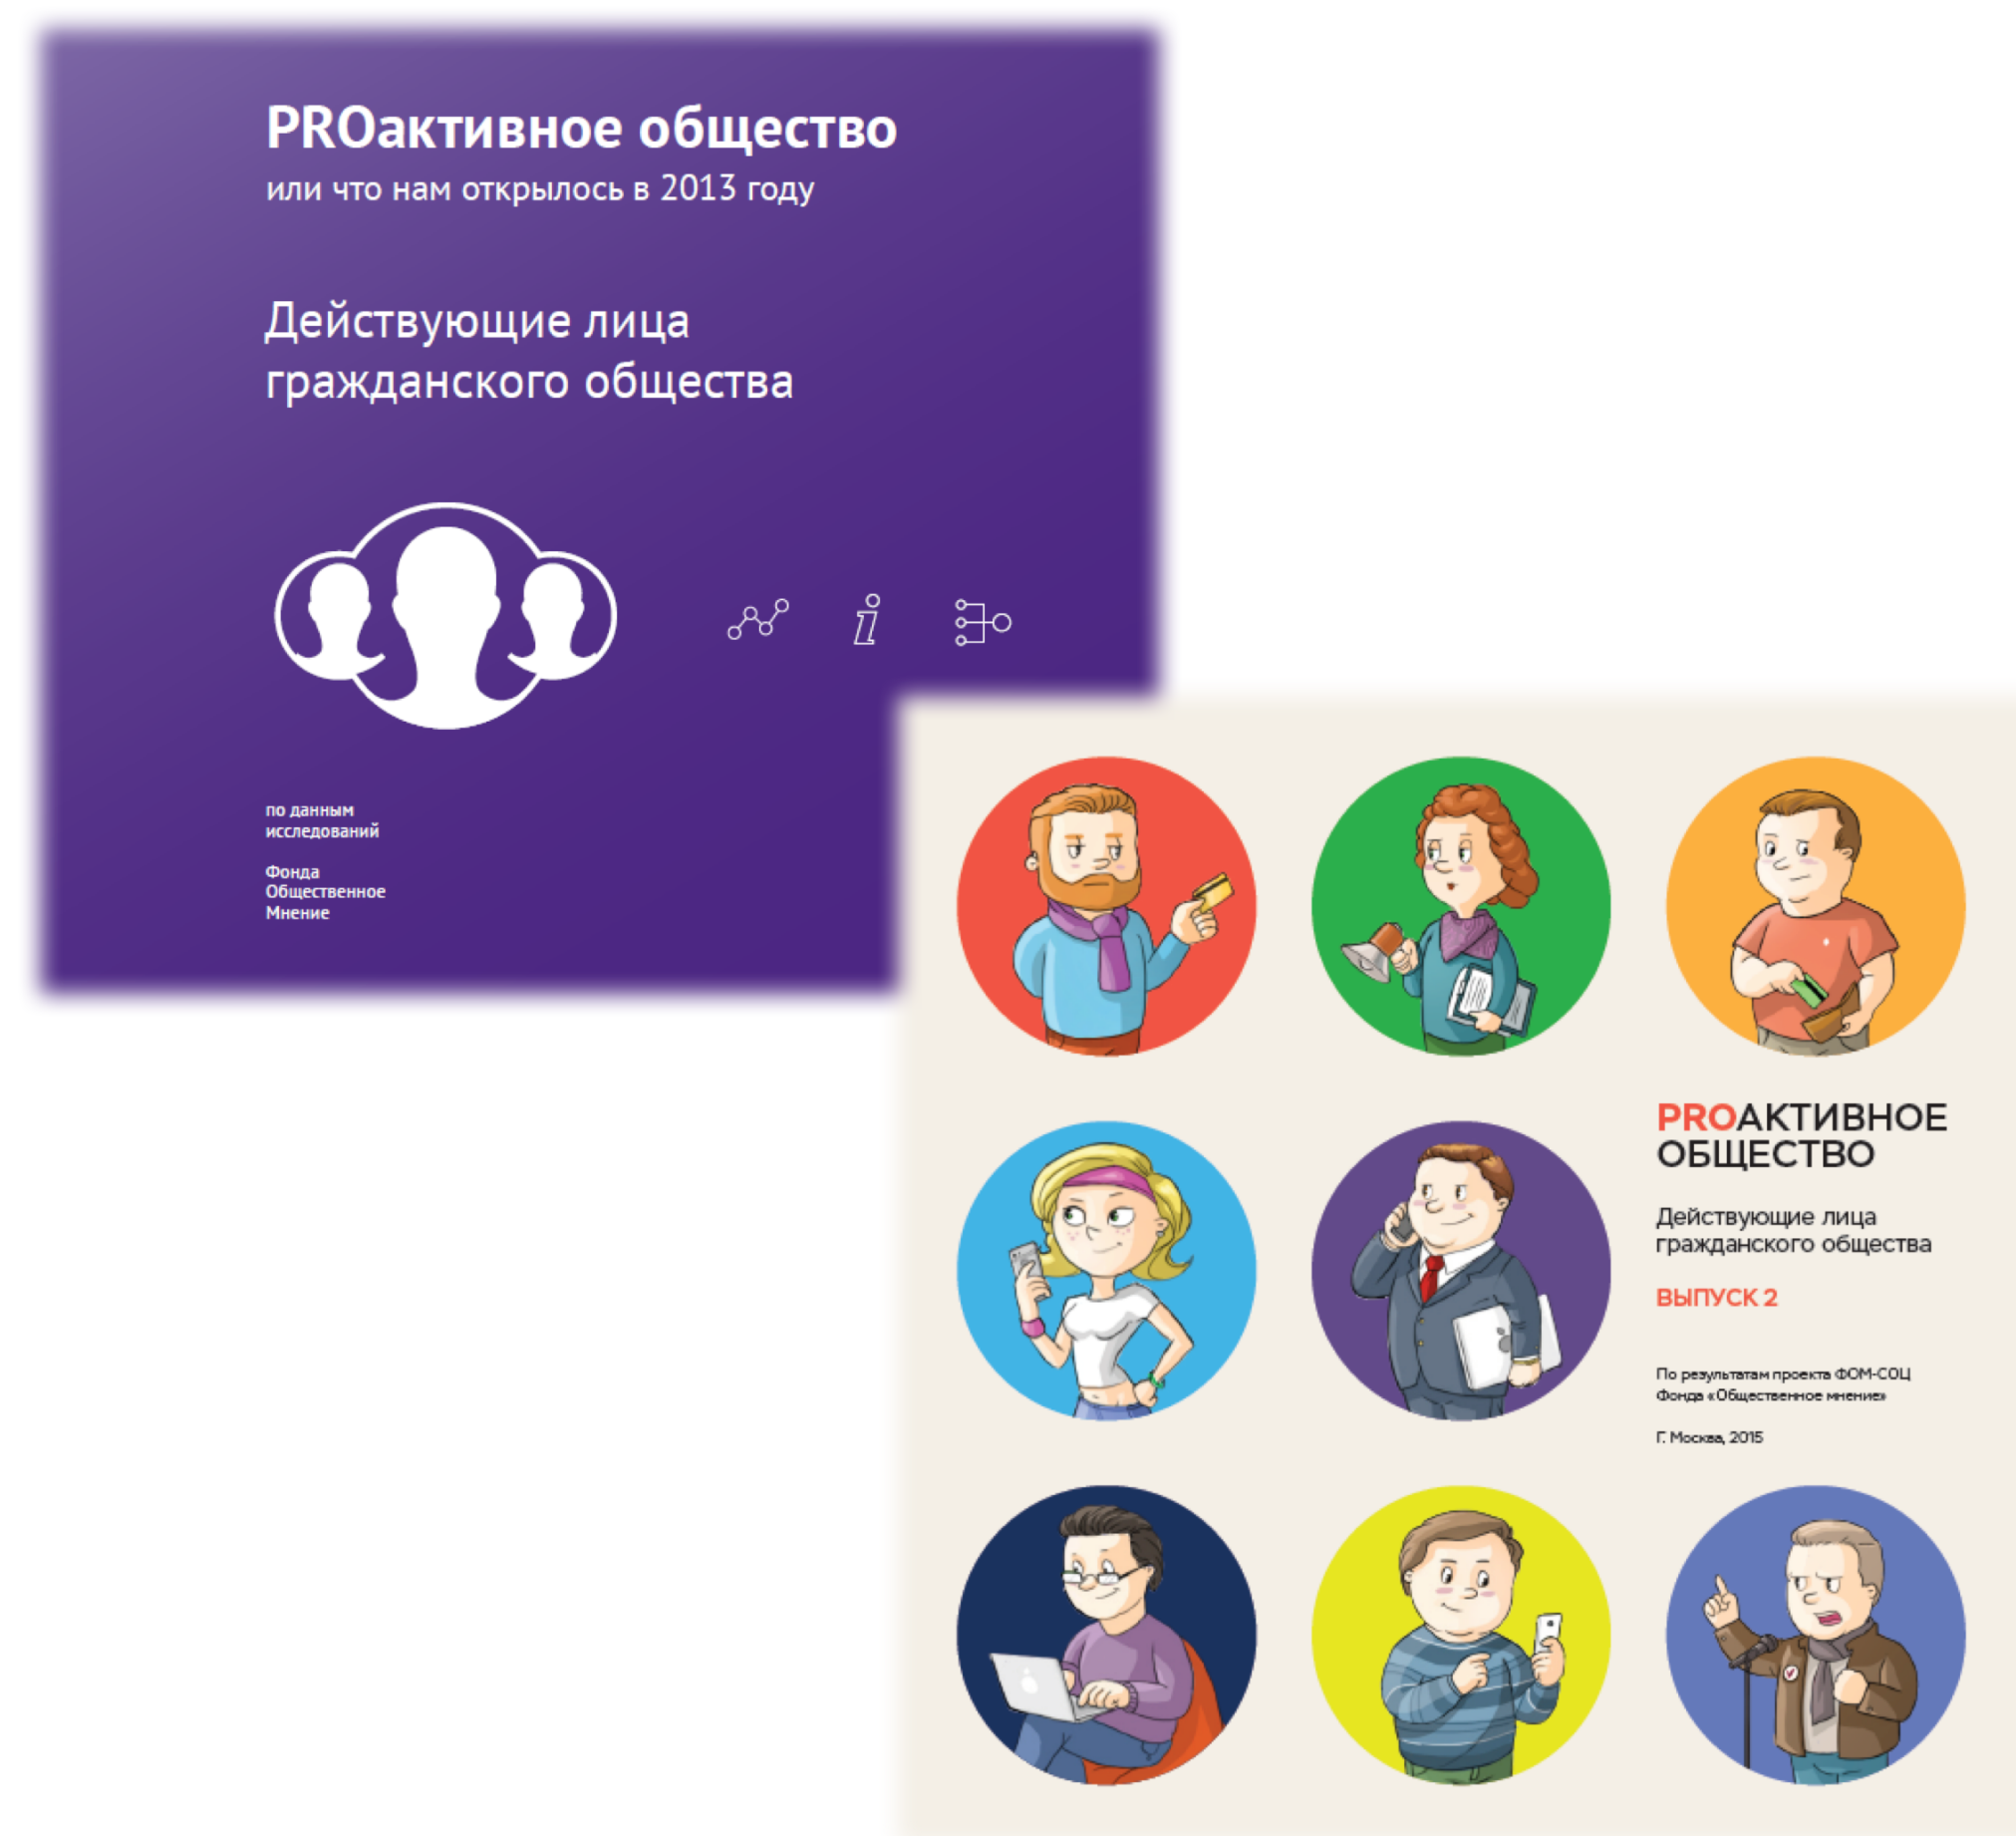 PROактивное общество
или что нам открылось в 2013 году
Действующие лица
гражданского общества
по данным
исследований
Фонда
Общественное
Мнение
PROАКТИВНОЕ
ОБЩЕСТВО
Действующие лица
гражданского общества
ВЫПУСК 2
По результатам проекта ФОМ-СОЦ
Фонда «Общественное мнение»
Г. Москва, 2015